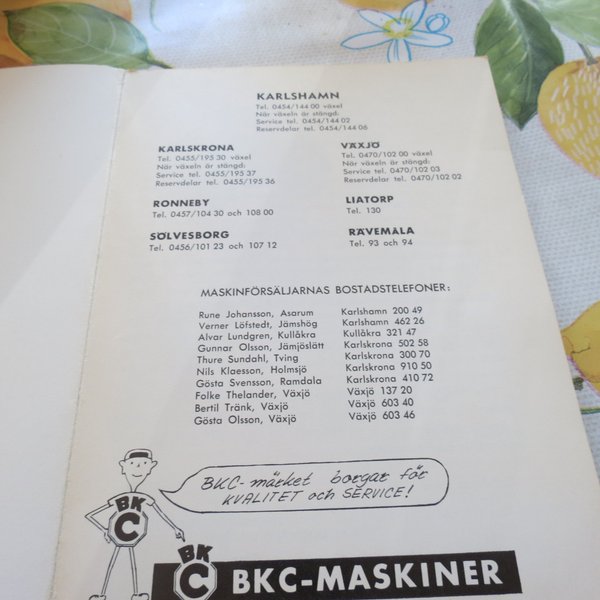 KARLSHAMN
Tel. 0454/144 00 växel
När växeln är stängd:
Service tel. 0454/144 02
Reservdelar tel. 0454/144 06
KARLSKRONA
Tel. 0455/195 30 växel
När växeln är stängd:
Service tel. 0455/195 37
Reservdelar tel. 0455/195 36
VÄXJÖ
Tel. 0470/102 00 växel
När växeln är stängd:
Service tel. 0470/102 03
Reservdelar tel. 0470/102 02
RONNEBY
Tel. 0457/104 30 och 108 00
LIATORP
Tel. 130
SÖLVESBORG
Tel. 0456/101 23 och 107 12
RÄVEMÅLA
Tel. 93 och 94
MASKINFÖRSÄLJARNAS BOSTADSTELEFONER:
Rune Johansson, Asarum Karlshamn 200 49
Verner Löfstedt, Jämshög Karlshamn 462 26
Alvar Lundgren, Kullåkra Kullåkra 321 47
Gunnar Olsson, Jämjöslätt Karlskrona 502 58
Thure Sundahl, Tving Karlskrona 300 70
Nils Klaesson, Holmsjö Karlskrona 910 50
Gösta Svensson, Ramdala Karlskrona 410 72
Folke Thelander, Växjö Växjö 137 20
Bertil Tränk, Växjö Växjö 603 40
Gösta Olsson, Växjö Växjö 603 46
BKC-märket borgar för
KVALITET och SERVICE!
BKC
BKC
BKC-MASKINER